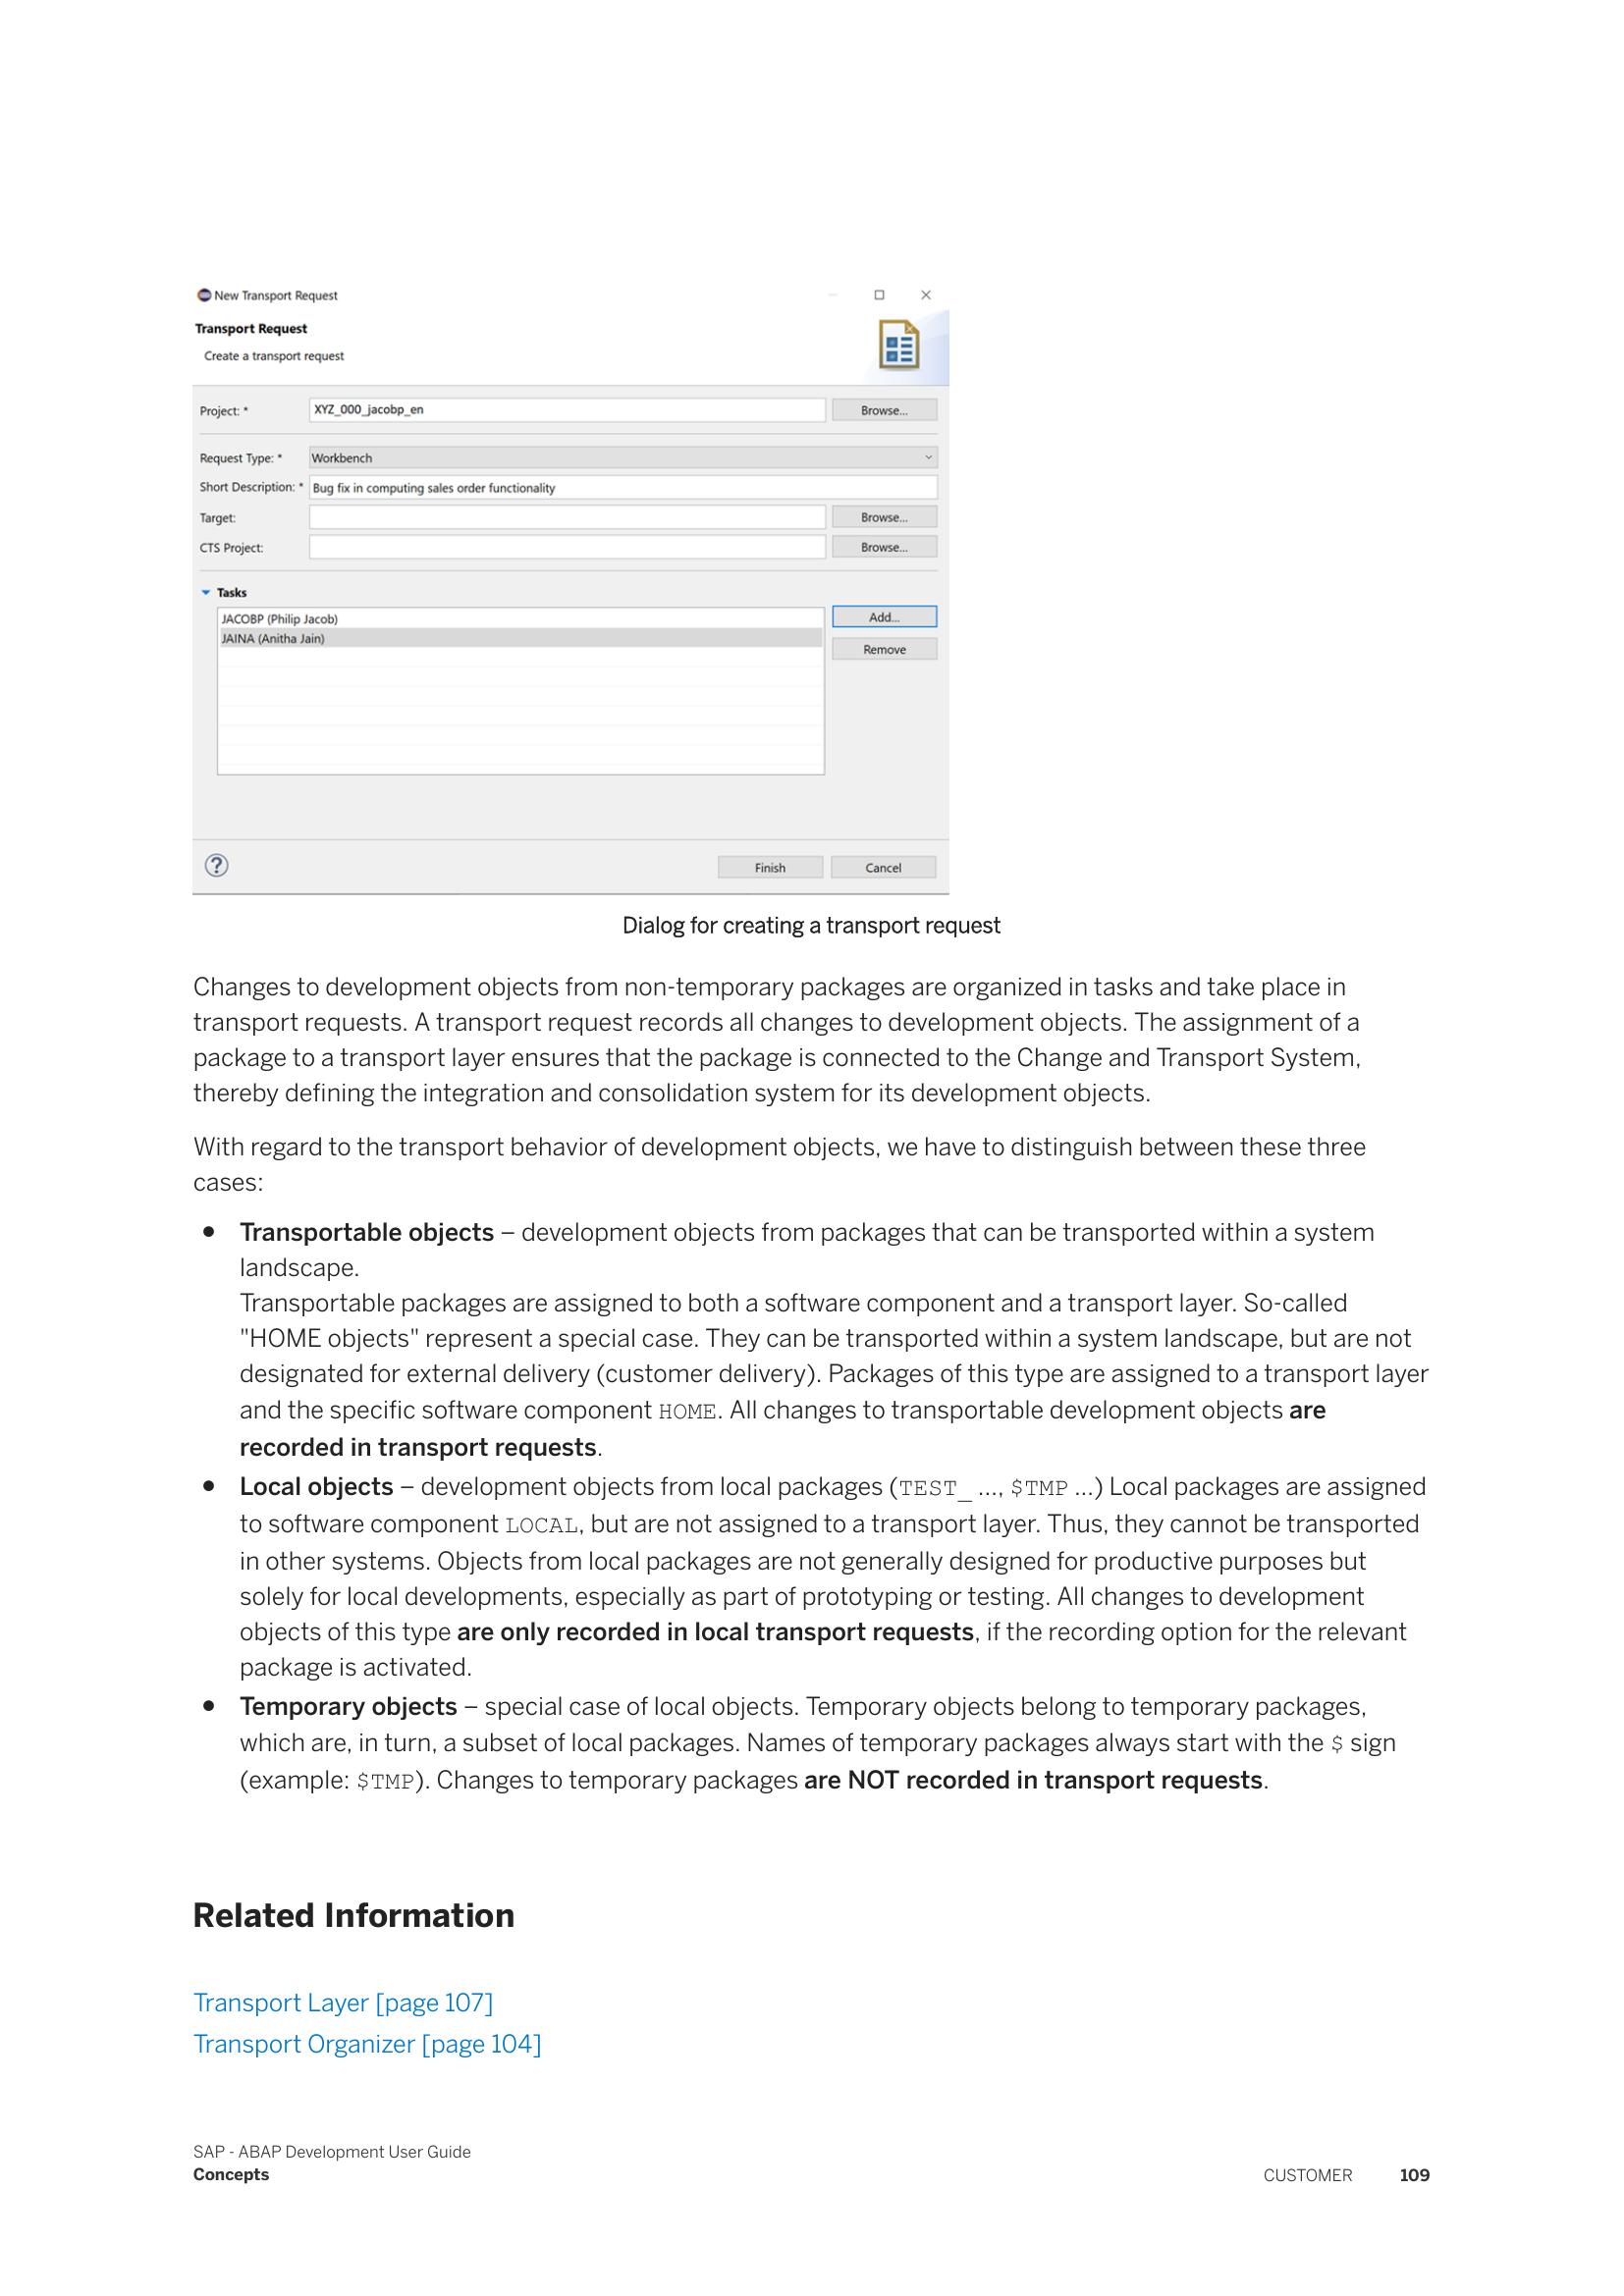 New Transport Request
Transport Request
Create a transport request
Project: * XYZ_000_jacobp_en Browse...
Request Type: * Workbench
Short Description: * Bug fix in computing sales order functionality
Target: Browse...
CTS Project: Browse...
Tasks
JACOBP (Philip Jacob) Add...
JAINA (Anitha Jain)
Remove
? Finish Cancel
Dialog for creating a transport request
Changes to development objects from non-temporary packages are organized in tasks and take place in
transport requests. A transport request records all changes to development objects. The assignment of a
package to a transport layer ensures that the package is connected to the Change and Transport System,
thereby defining the integration and consolidation system for its development objects.
With regard to the transport behavior of development objects, we have to distinguish between these three
cases:
● Transportable objects – development objects from packages that can be transported within a system
landscape.
Transportable packages are assigned to both a software component and a transport layer. So-called
"HOME objects" represent a special case. They can be transported within a system landscape, but are not
designated for external delivery (customer delivery). Packages of this type are assigned to a transport layer
and the specific software component HOME. All changes to transportable development objects are
recorded in transport requests.
● Local objects – development objects from local packages (TEST_ ..., $TMP ...) Local packages are assigned
to software component LOCAL, but are not assigned to a transport layer. Thus, they cannot be transported
in other systems. Objects from local packages are not generally designed for productive purposes but
solely for local developments, especially as part of prototyping or testing. All changes to development
objects of this type are only recorded in local transport requests, if the recording option for the relevant
package is activated.
● Temporary objects – special case of local objects. Temporary objects belong to temporary packages,
which are, in turn, a subset of local packages. Names of temporary packages always start with the $ sign
(example: $TMP). Changes to temporary packages are NOT recorded in transport requests.
Related Information
Transport Layer [page 107]
Transport Organizer [page 104]
SAP - ABAP Development User Guide
Concepts CUSTOMER 109